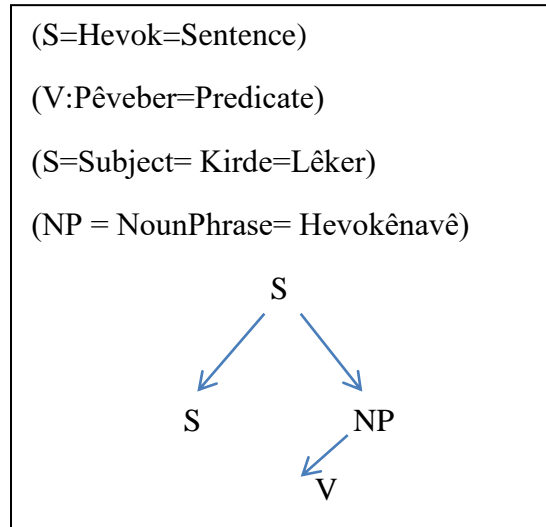 (S=Hevok=Sentence)
(V:Pêveber=Predicate)
(S=Subject= Kirde=Lêker)
(NP = NounPhrase= Hevokênavê)
S
S NP
V